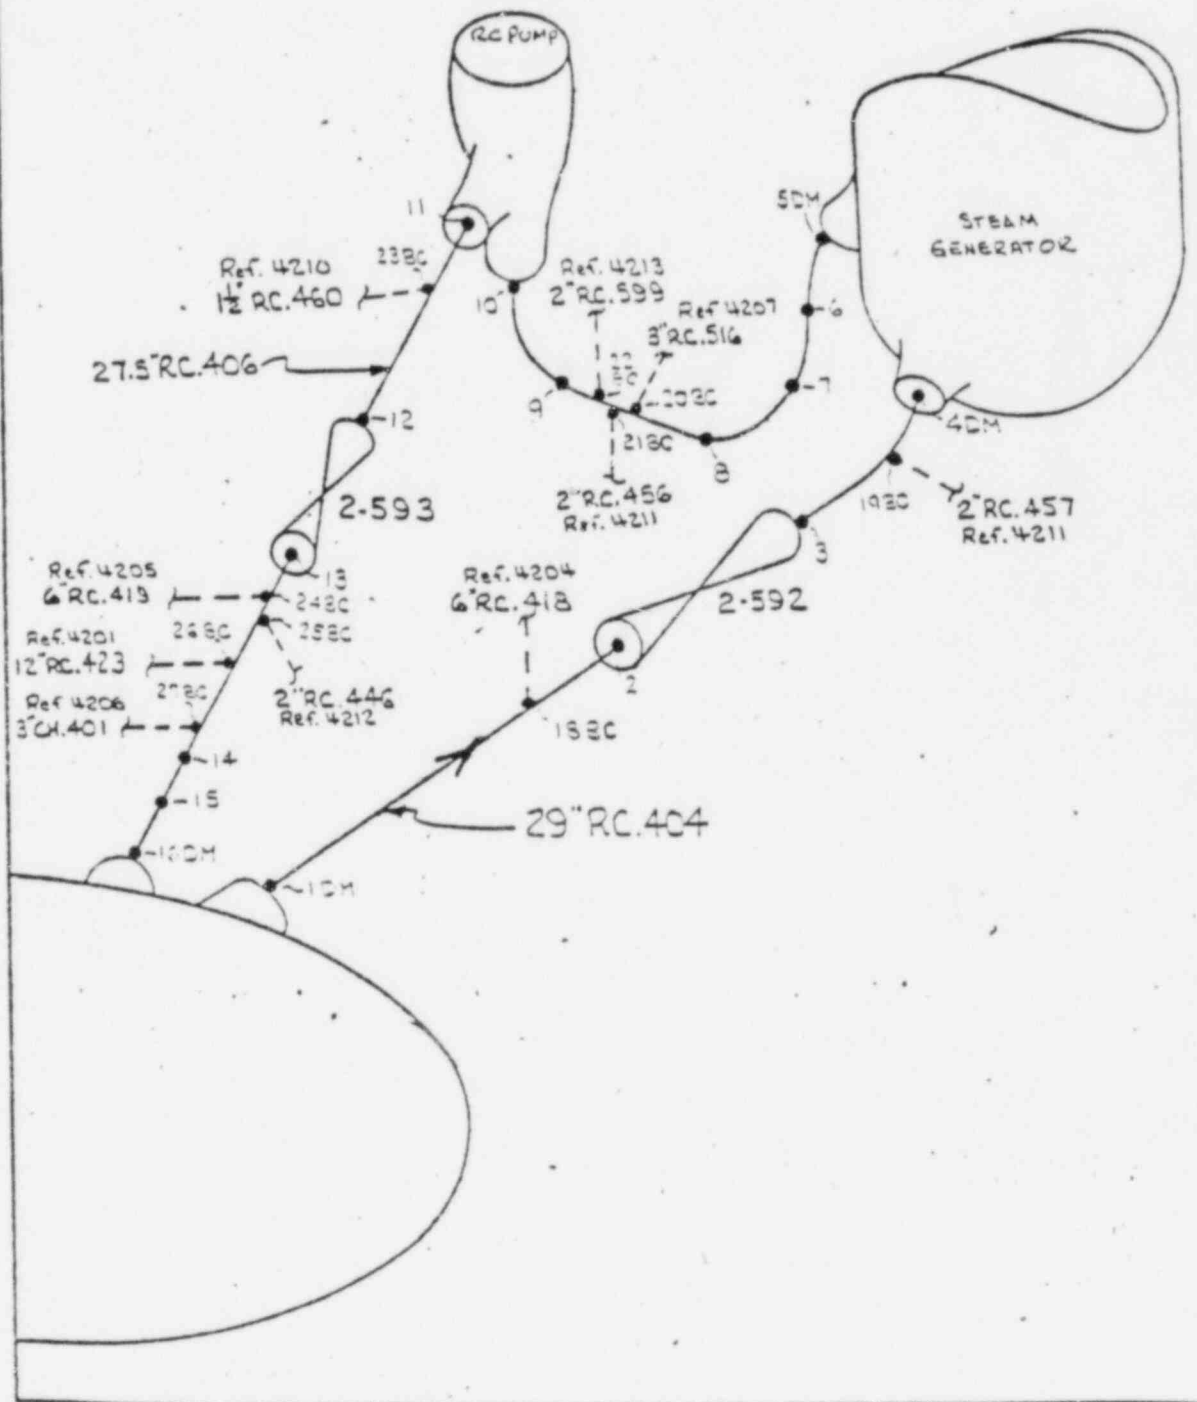 RC PUMP
11
5DM
STEAM
GENERATOR
23BC
Ref. 4210
1½" RC.460
10
Ref. 4213
2" RC.599
Ref 4207
3" RC.516
6
27.5" RC.406
9
22
BC
20BC
7
12
21BC
8
4DM
2-593
2" RC.456
Ref. 4211
19BC
2" RC.457
Ref. 4211
3
13
Ref. 4205
6" RC.419
24BC
Ref. 4204
6" RC.418
2-592
26BC
25BC
Ref. 4201
12" RC.423
2
27BC
2" RC.446
Ref. 4212
Ref 4206
3" CH.401
18BC
14
15
29" RC.404
16DM
1DM